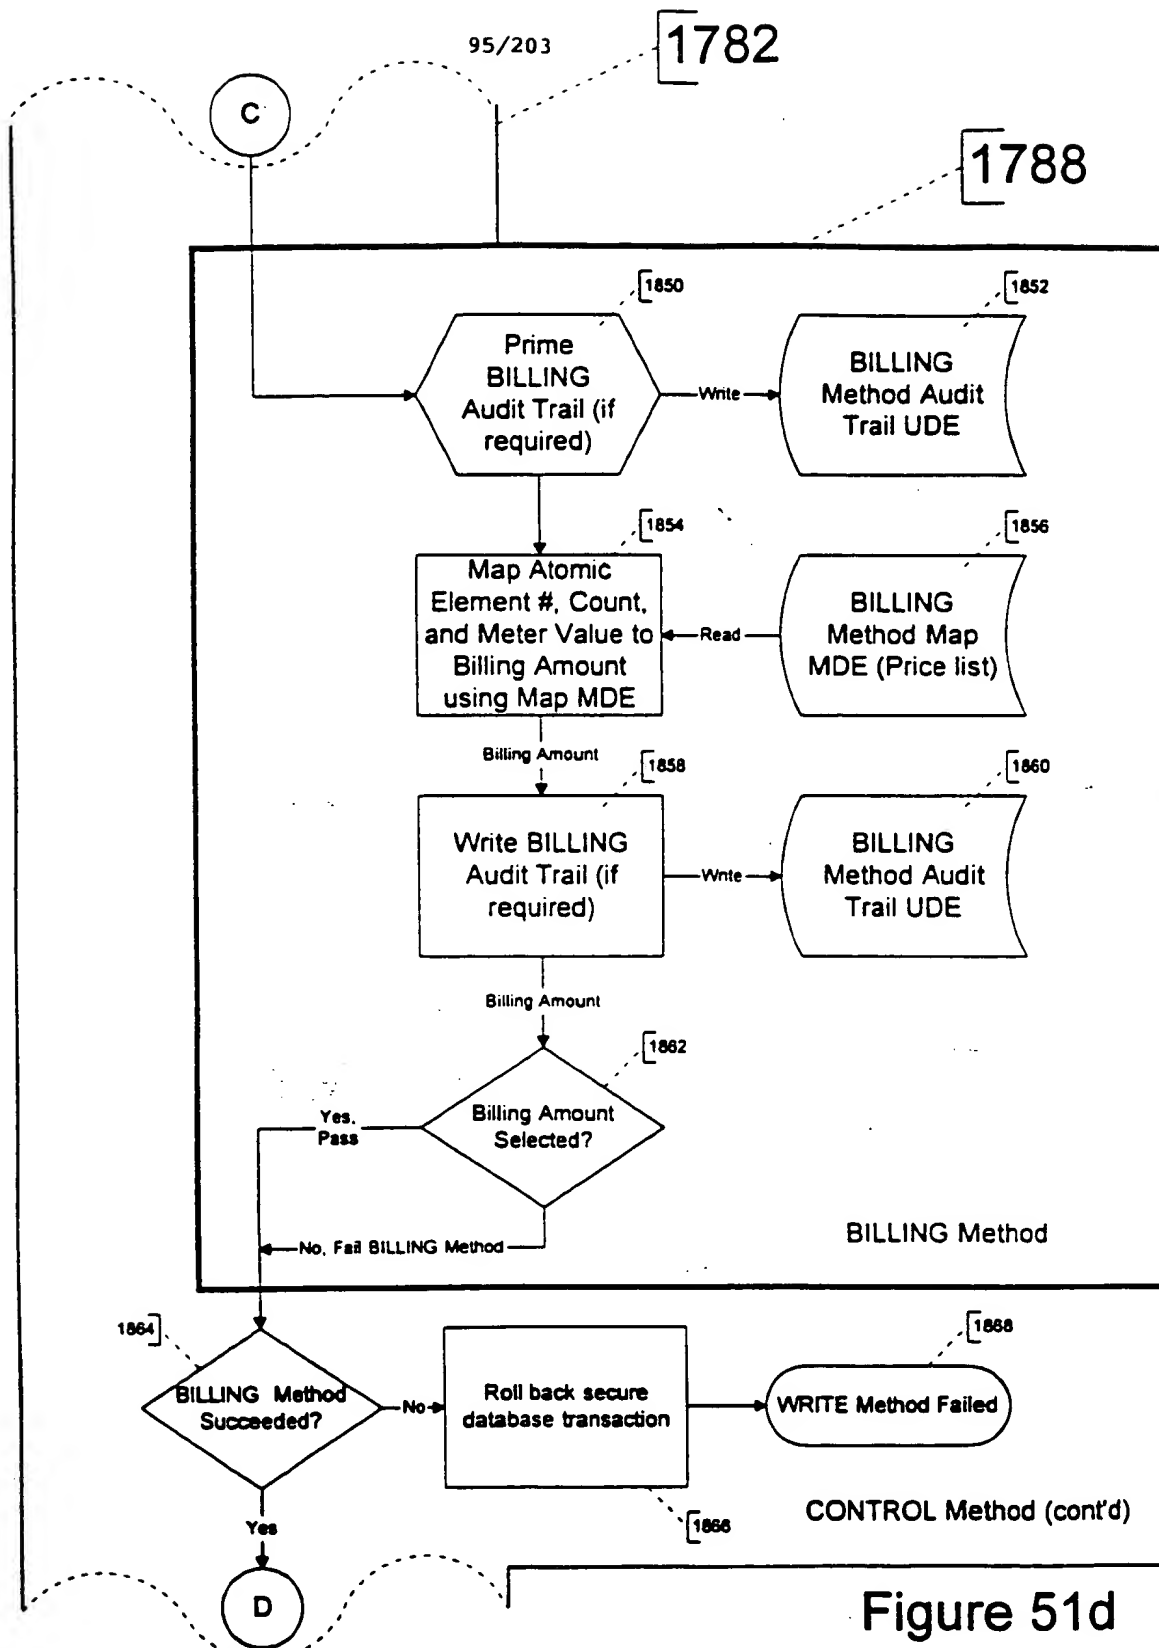 95/203
1782
C
1788
1850
1852
Prime
BILLING
Audit Trail (if
required)
Write
BILLING
Method Audit
Trail UDE
1854
1856
Map Atomic
Element #, Count,
and Meter Value to
Billing Amount
using Map MDE
Read
BILLING
Method Map
MDE (Price list)
Billing Amount
1858
1860
Write BILLING
Audit Trail (if
required)
Write
BILLING
Method Audit
Trail UDE
Billing Amount
1862
Billing Amount
Selected?
Yes,
Pass
No, Fail BILLING Method
BILLING Method
1864
1868
BILLING Method
Succeeded?
No
Roll back secure
database transaction
WRITE Method Failed
1866
CONTROL Method (cont'd)
Yes
D
Figure 51d